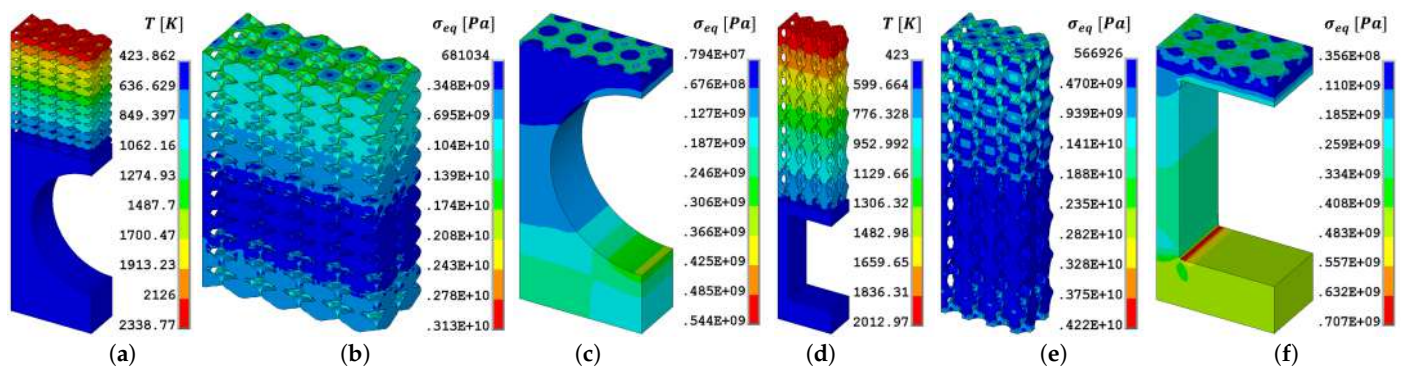 T [K]
423.862
636.629
849.397
1062.16
1274.93
1487.7
1700.47
1913.23
2126
2338.77
(a)
σeq [Pa]
681034
.348E+09
.695E+09
.104E+10
.139E+10
.174E+10
.208E+10
.243E+10
.278E+10
.313E+10
(b)
σeq [Pa]
.794E+07
.676E+08
.127E+09
.187E+09
.246E+09
.306E+09
.366E+09
.425E+09
.485E+09
.544E+09
(c)
T [K]
423
599.664
776.328
952.992
1129.66
1306.32
1482.98
1659.65
1836.31
2012.97
(d)
σeq [Pa]
566926
.470E+09
.939E+09
.141E+10
.188E+10
.235E+10
.282E+10
.328E+10
.375E+10
.422E+10
(e)
σeq [Pa]
.356E+08
.110E+09
.185E+09
.259E+09
.334E+09
.408E+09
.483E+09
.557E+09
.632E+09
.707E+09
(f)